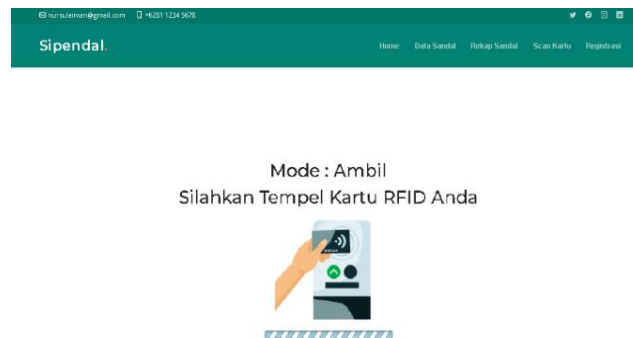 nursulaiman@gmail.com +6281 1234 5678
Sipendal.
Home Data Sandal Rekap Sandal Scan Kartu Registrasi
Mode : Ambil
Silahkan Tempel Kartu RFID Anda